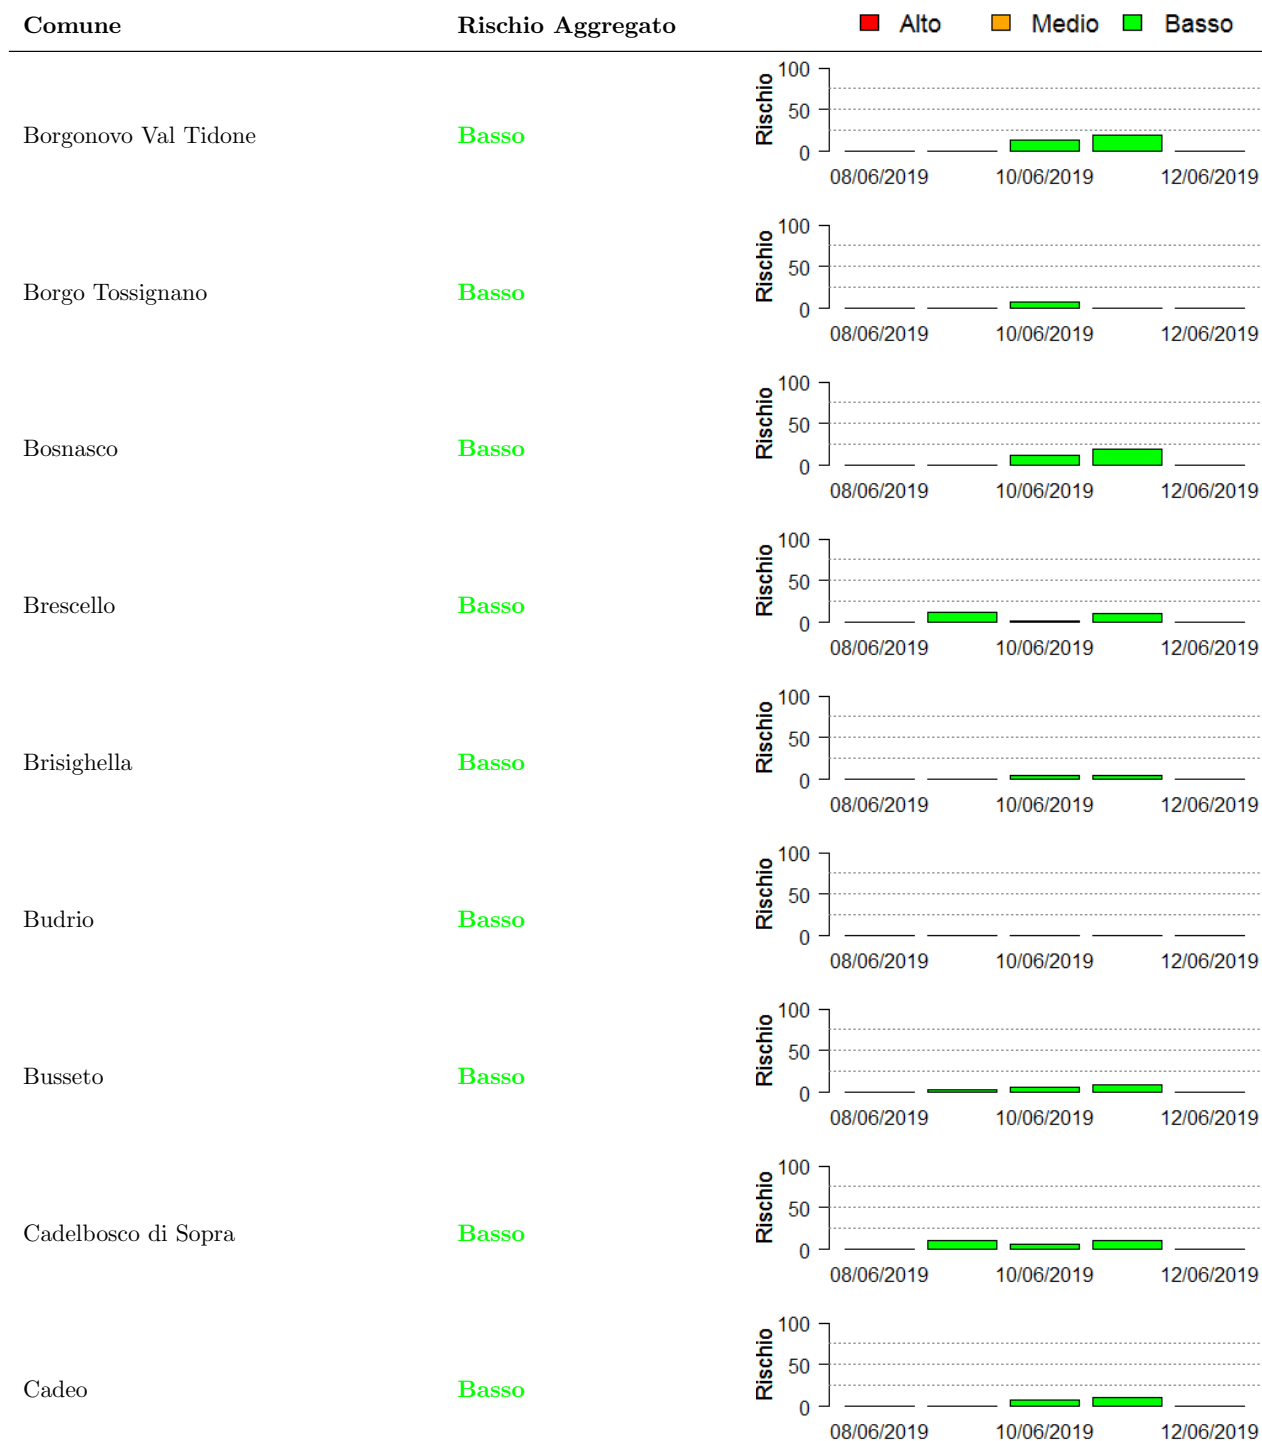 Comune Rischio Aggregato Alto Medio Basso
Borgonovo Val Tidone Basso
Rischio
100
50
0
08/06/2019 10/06/2019 12/06/2019
Borgo Tossignano Basso
Rischio
100
50
0
08/06/2019 10/06/2019 12/06/2019
Bosnasco Basso
Rischio
100
50
0
08/06/2019 10/06/2019 12/06/2019
Brescello Basso
Rischio
100
50
0
08/06/2019 10/06/2019 12/06/2019
Brisighella Basso
Rischio
100
50
0
08/06/2019 10/06/2019 12/06/2019
Budrio Basso
Rischio
100
50
0
08/06/2019 10/06/2019 12/06/2019
Busseto Basso
Rischio
100
50
0
08/06/2019 10/06/2019 12/06/2019
Cadelbosco di Sopra Basso
Rischio
100
50
0
08/06/2019 10/06/2019 12/06/2019
Cadeo Basso
Rischio
100
50
0
08/06/2019 10/06/2019 12/06/2019